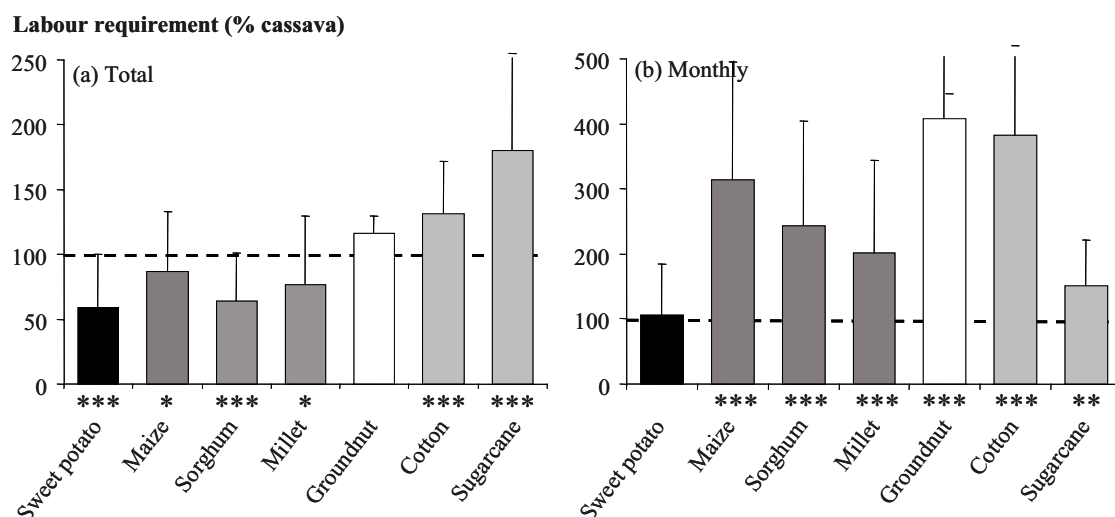 Labour requirement (% cassava)
(a) Total
250
200
150
100
50
0
*** * *** * *** ***
Sweet potato
Maize
Sorghum
Millet
Groundnut
Cotton
Sugarcane
(b) Monthly
500
400
300
200
100
0
*** *** *** *** *** **
Sweet potato
Maize
Sorghum
Millet
Groundnut
Cotton
Sugarcane